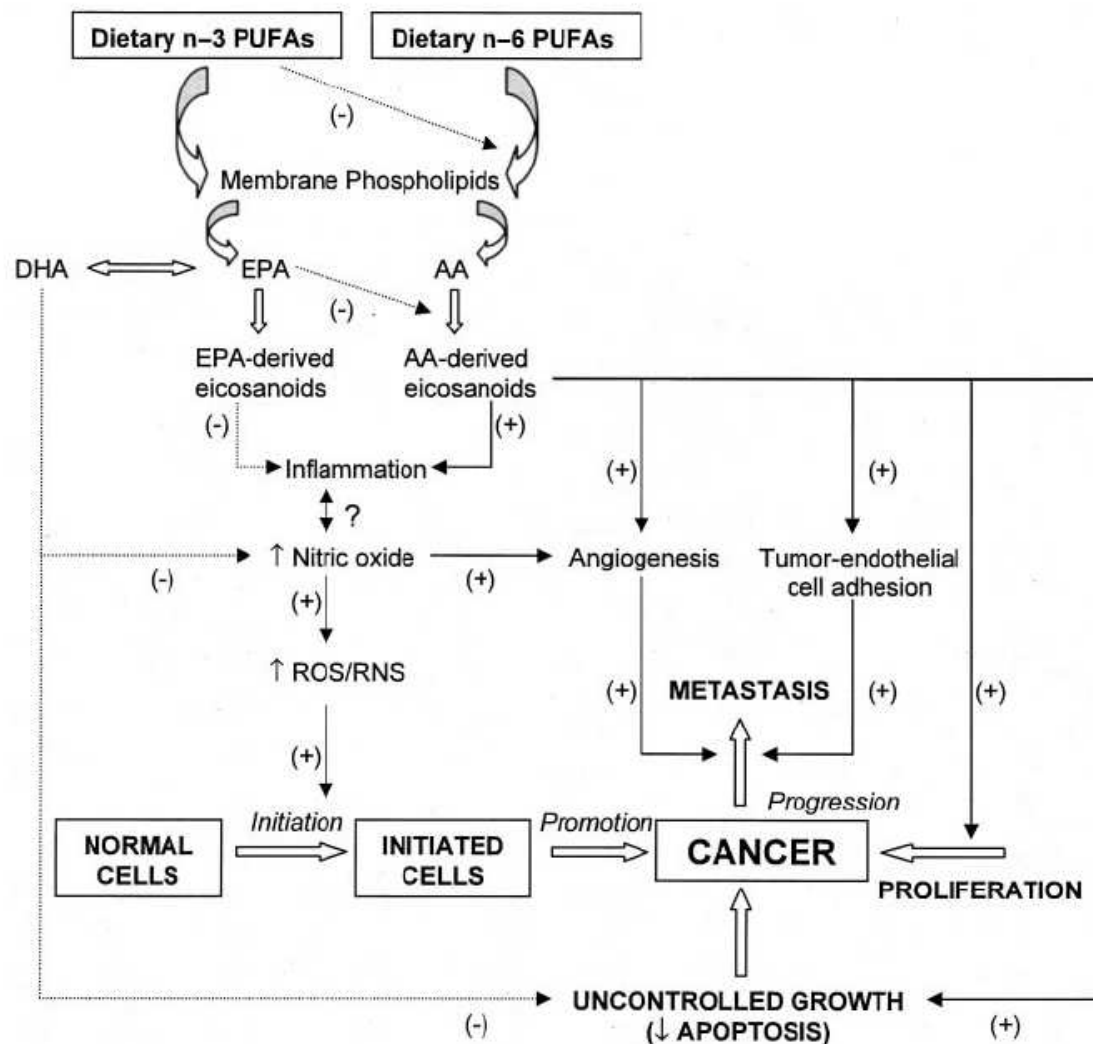 Dietary n–3 PUFAs
Dietary n–6 PUFAs
(-)
Membrane Phospholipids
DHA
EPA
AA
(-)
EPA-derived
eicosanoids
AA-derived
eicosanoids
(-)
(+)
Inflammation
(+)
(+)
?
↑ Nitric oxide
Angiogenesis
Tumor-endothelial
cell adhesion
(-)
(+)
(+)
↑ ROS/RNS
(+)
METASTASIS
(+)
(+)
(+)
Initiation
Promotion
Progression
NORMAL
CELLS
INITIATED
CELLS
CANCER
PROLIFERATION
UNCONTROLLED GROWTH
(↓ APOPTOSIS)
(-)
(+)